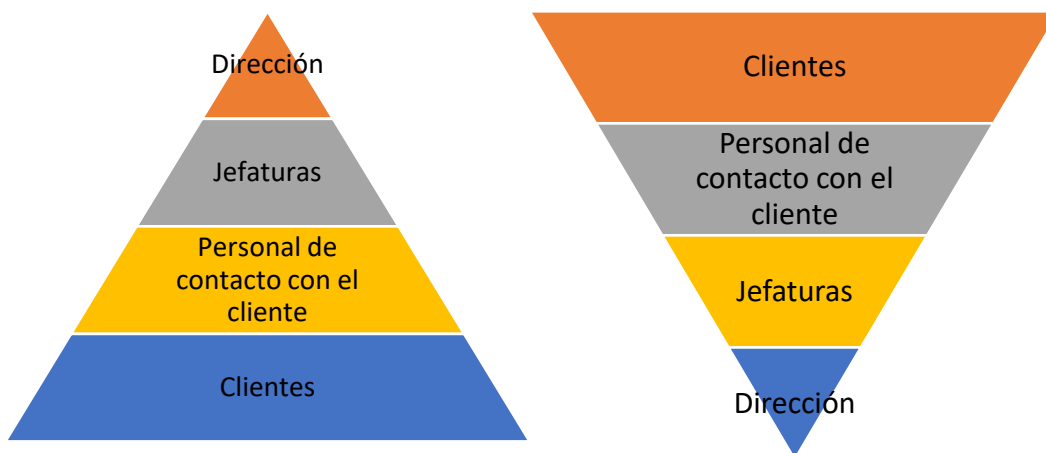 Dirección
Jefaturas
Personal de
contacto con el
cliente
Clientes
Clientes
Personal de
contacto con el
cliente
Jefaturas
Dirección